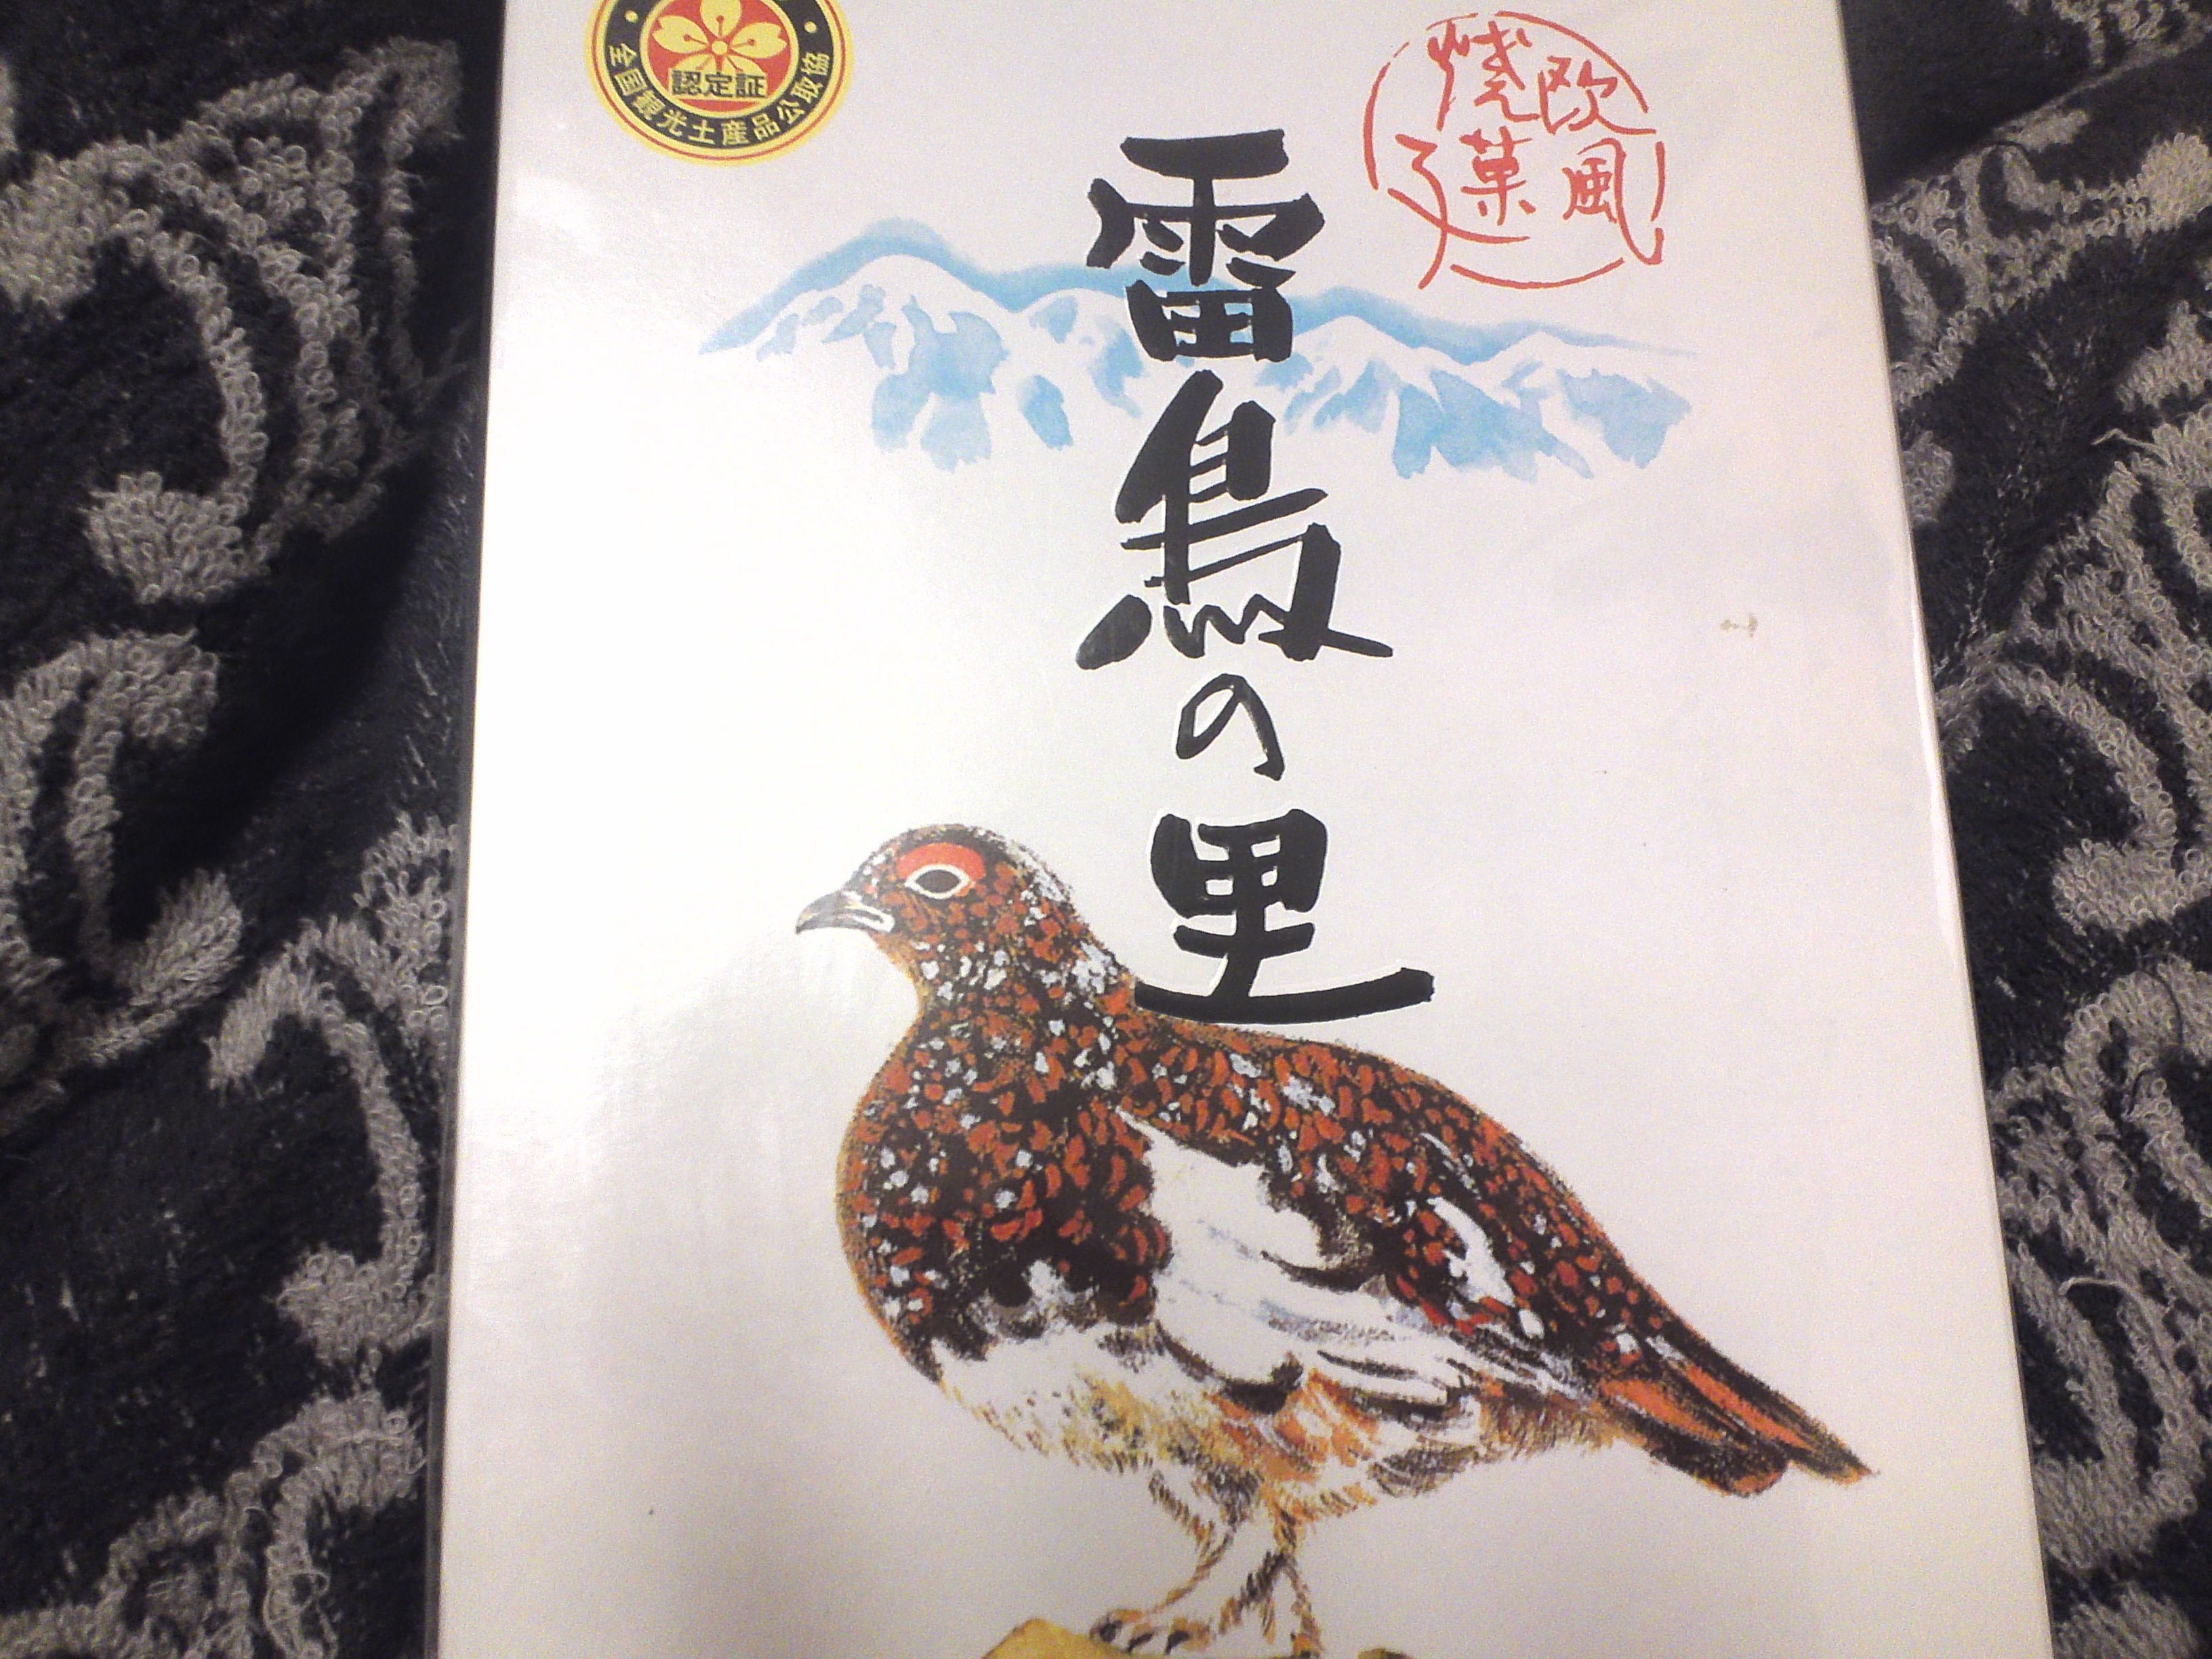 認定証
全国観光土産品公取協
欧風
焼菓子
雷鳥の里